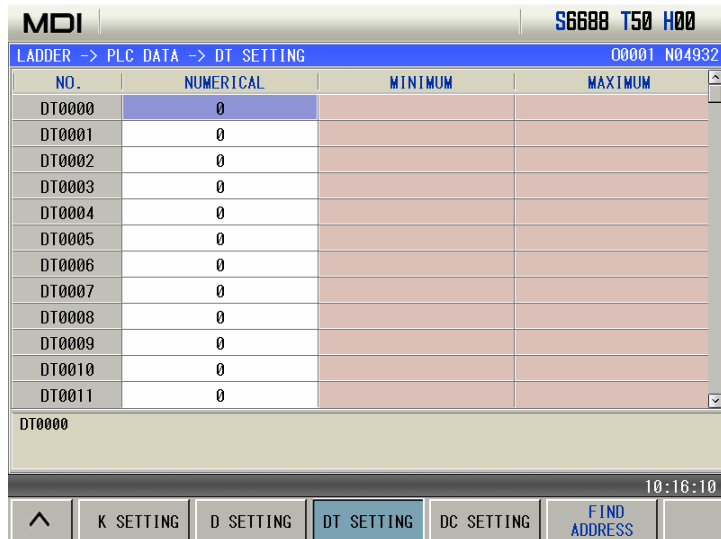 MDI S6688 T50 H00
LADDER -> PLC DATA -> DT SETTING O0001 N04932
NO. NUMERICAL MINIMUM MAXIMUM
DT0000 0
DT0001 0
DT0002 0
DT0003 0
DT0004 0
DT0005 0
DT0006 0
DT0007 0
DT0008 0
DT0009 0
DT0010 0
DT0011 0
DT0000
10:16:10
K SETTING D SETTING DT SETTING DC SETTING FIND
ADDRESS